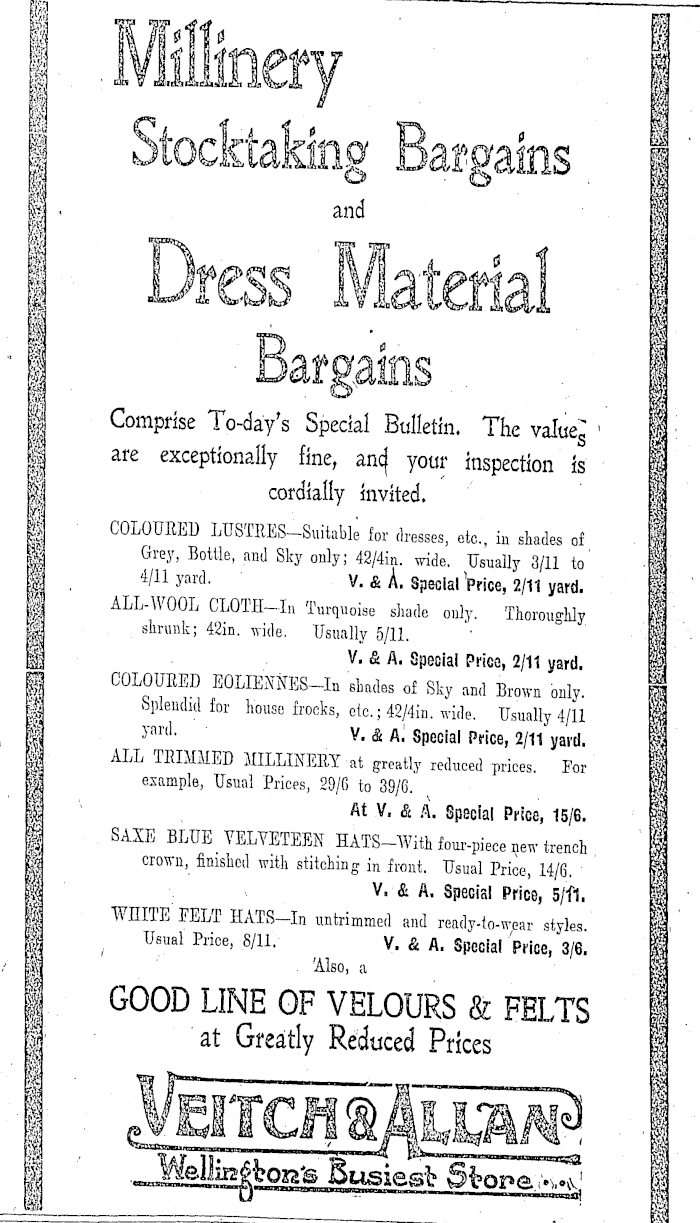 Millinery
Stocktaking Bargains
and
Dress Material
Bargains
Comprise To-day's Special Bulletin. The values
are exceptionally fine, and your inspection is
cordially invited.
COLOURED LUSTRES—Suitable for dresses, etc., in shades of
Grey, Bottle, and Sky only; 42/4in. wide. Usually 3/11 to
4/11 yard. V. & A. Special Price, 2/11 yard.
ALL-WOOL CLOTH—In Turquoise shade only. Thoroughly
shrunk; 42in. wide. Usually 5/11.
V. & A. Special Price, 2/11 yard.
COLOURED EOLIENNES—In shades of Sky and Brown only.
Splendid for house frocks, etc.; 42/4in. wide. Usually 4/11
yard. V. & A. Special Price, 2/11 yard.
ALL TRIMMED MILLINERY at greatly reduced prices. For
example, Usual Prices, 29/6 to 39/6.
At V. & A. Special Price, 15/6.
SAXE BLUE VELVETEEN HATS—With four-piece new trench
crown, finished with stitching in front. Usual Price, 14/6.
V. & A. Special Price, 5/11.
WHITE FELT HATS—In untrimmed and ready-to-wear styles.
Usual Price, 8/11. V. & A. Special Price, 3/6.
Also, a
GOOD LINE OF VELOURS & FELTS
at Greatly Reduced Prices
VEITCH & ALLAN
Wellington's Busiest Store